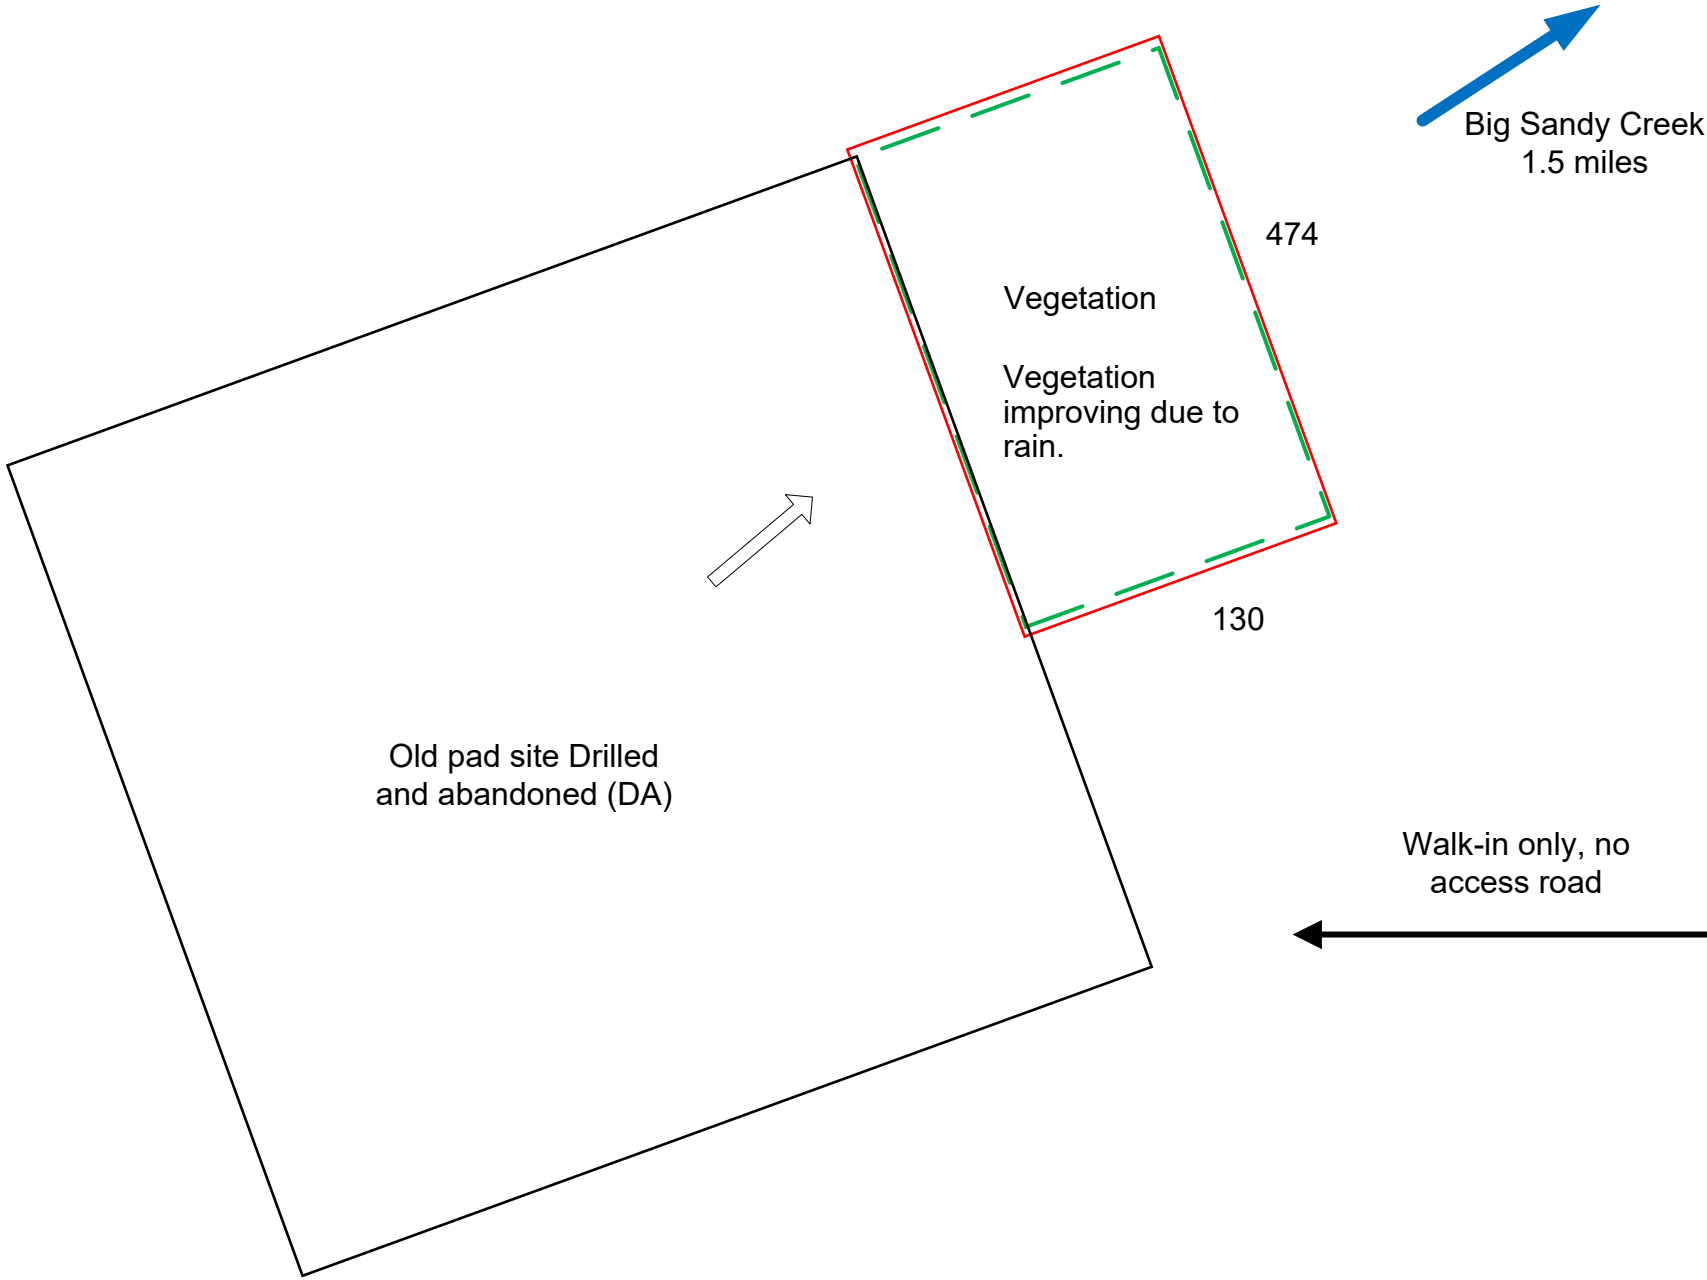 Big Sandy Creek
1.5 miles
474
Vegetation
Vegetation
improving due to
rain.
130
Old pad site Drilled
and abandoned (DA)
Walk-in only, no
access road